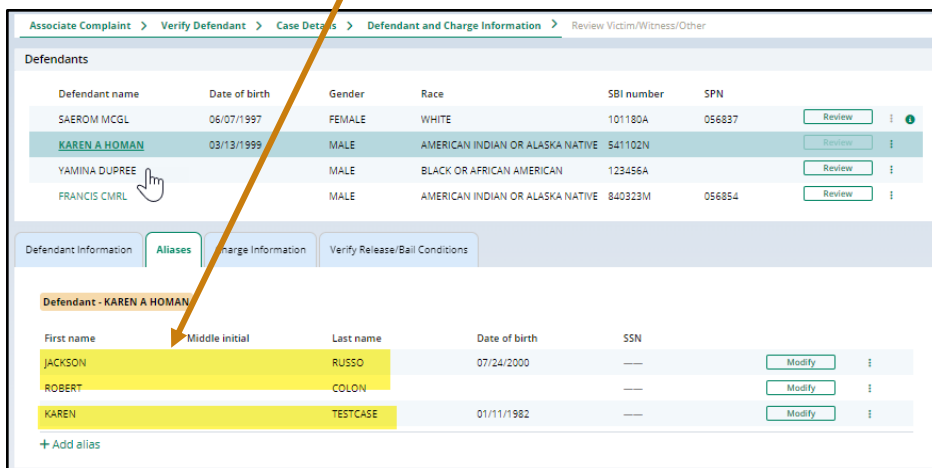 Associate Complaint > Verify Defendant > Case Details > Defendant and Charge Information > Review Victim/Witness/Other
Defendants
Defendant name Date of birth Gender Race SBI number SPN
SAEROM MCGL 06/07/1997 FEMALE WHITE 101180A 056837 Review
KAREN A HOMAN 03/13/1999 MALE AMERICAN INDIAN OR ALASKA NATIVE 541102N Review
YAMINA DUPREE MALE BLACK OR AFRICAN AMERICAN 123456A Review
FRANCIS CMRL MALE AMERICAN INDIAN OR ALASKA NATIVE 840323M 056854 Review
Defendant Information Aliases Charge Information Verify Release/Bail Conditions
Defendant - KAREN A HOMAN
First name Middle initial Last name Date of birth SSN
JACKSON RUSSO 07/24/2000 —— Modify
ROBERT COLON —— Modify
KAREN TESTCASE 01/11/1982 —— Modify
+ Add alias